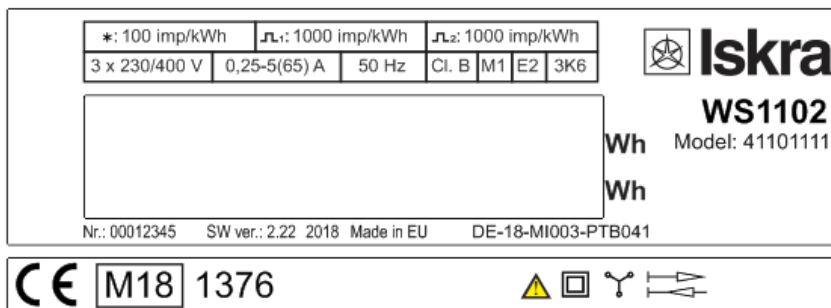 *: 100 imp/kWh ⎍1: 1000 imp/kWh ⎍2: 1000 imp/kWh
3 x 230/400 V 0,25-5(65) A 50 Hz Cl. B M1 E2 3K6
Iskra
WS1102
Model: 41101111
Wh
Wh
Nr.: 00012345 SW ver.: 2.22 2018 Made in EU DE-18-MI003-PTB041
CE M18 1376